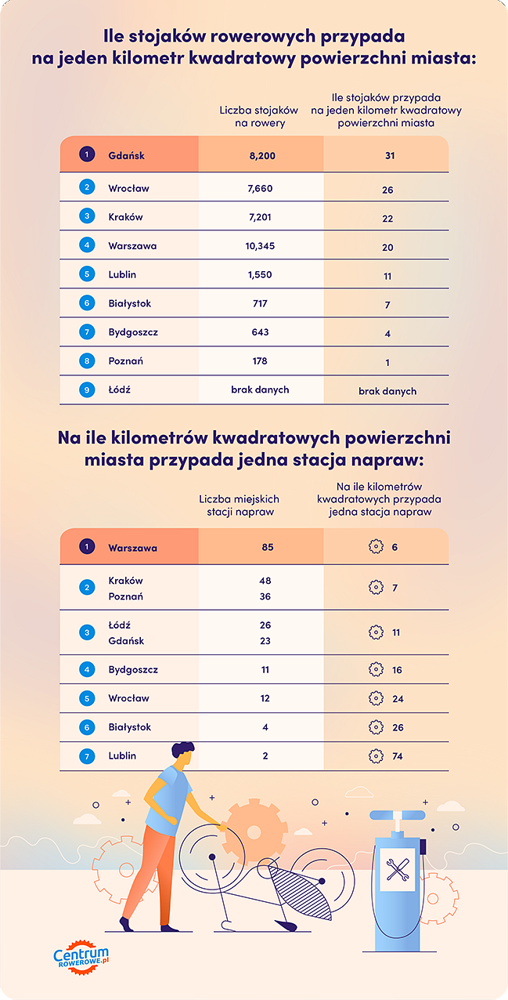 Ile stojaków rowerowych przypada
na jeden kilometr kwadratowy powierzchni miasta:
Liczba stojaków
na rowery
Ile stojaków przypada
na jeden kilometr kwadratowy
powierzchni miasta
1 Gdańsk 8,200 31
2 Wrocław 7,660 26
3 Kraków 7,201 22
4 Warszawa 10,345 20
5 Lublin 1,550 11
6 Białystok 717 7
7 Bydgoszcz 643 4
8 Poznań 178 1
9 Łódź brak danych brak danych
Na ile kilometrów kwadratowych powierzchni
miasta przypada jedna stacja napraw:
Liczba miejskich
stacji napraw
Na ile kilometrów
kwadratowych przypada
jedna stacja napraw
1 Warszawa 85 6
2 Kraków 48 7
Poznań 36
3 Łódź 26 11
Gdańsk 23
4 Bydgoszcz 11 16
5 Wrocław 12 24
6 Białystok 4 26
7 Lublin 2 74
Centrum
ROWEROWE.pl